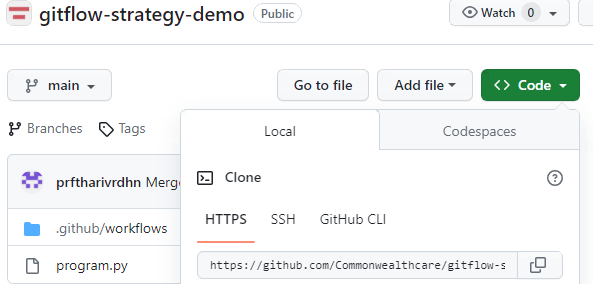 gitflow-strategy-demo Public Watch 0
main Go to file Add file Code
Branches Tags
Local Codespaces
prftharivrdhn
Clone
HTTPS SSH GitHub CLI
.github/workflows
https://github.com/Commonwealthcare/gitflow-s
program.py